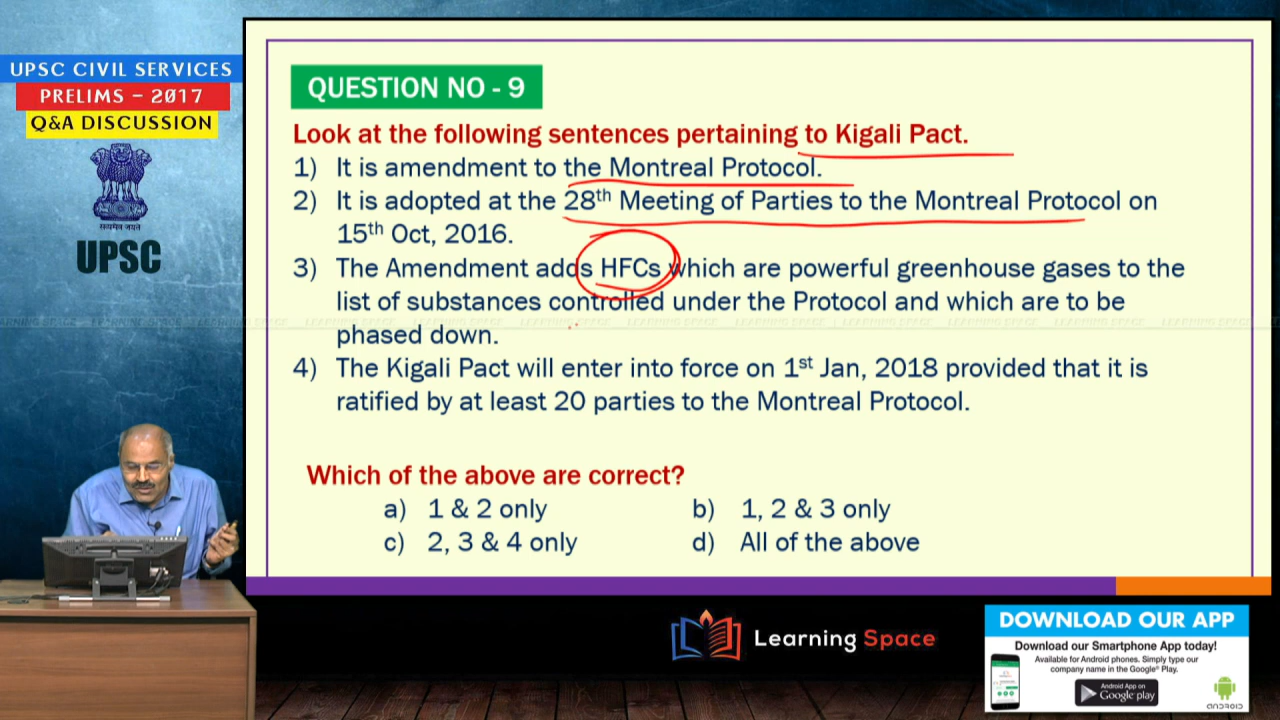 UPSC CIVIL SERVICES
PRELIMS – 2017
Q&A DISCUSSION
सत्यमेव जयते
UPSC
QUESTION NO - 9
Look at the following sentences pertaining to Kigali Pact.
1) It is amendment to the Montreal Protocol.
2) It is adopted at the 28th Meeting of Parties to the Montreal Protocol on
15th Oct, 2016.
3) The Amendment adds HFCs which are powerful greenhouse gases to the
list of substances controlled under the Protocol and which are to be
phased down.
4) The Kigali Pact will enter into force on 1st Jan, 2018 provided that it is
ratified by at least 20 parties to the Montreal Protocol.
Which of the above are correct?
a) 1 & 2 only b) 1, 2 & 3 only
c) 2, 3 & 4 only d) All of the above
Learning Space
DOWNLOAD OUR APP
Download our Smartphone App today!
Available for Android phones. Simply type our
company name in the Google® Play.
Android App on
Google play
ANDROID